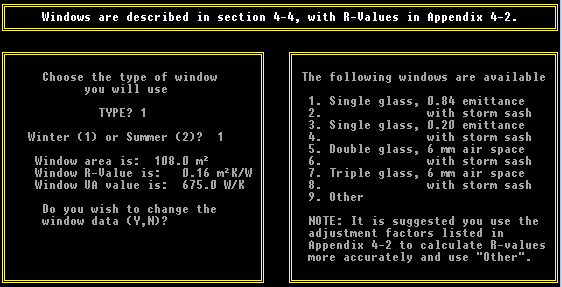 Windows are described in section 4-4, with R-Values in Appendix 4-2.
Choose the type of window
you will use
TYPE? 1
Winter (1) or Summer (2)? 1
Window area is: 108.0 m²
Window R-Value is: 0.16 m²K/W
Window UA value is: 675.0 W/K
Do you wish to change the
window data (Y,N)?
The following windows are available
1. Single glass, 0.84 emittance
2. with storm sash
3. Single glass, 0.20 emittance
4. with storm sash
5. Double glass, 6 mm air space
6. with storm sash
7. Triple glass, 6 mm air space
8. with storm sash
9. Other
NOTE: It is suggested you use the
adjustment factors listed in
Appendix 4-2 to calculate R-values
more accurately and use "Other".